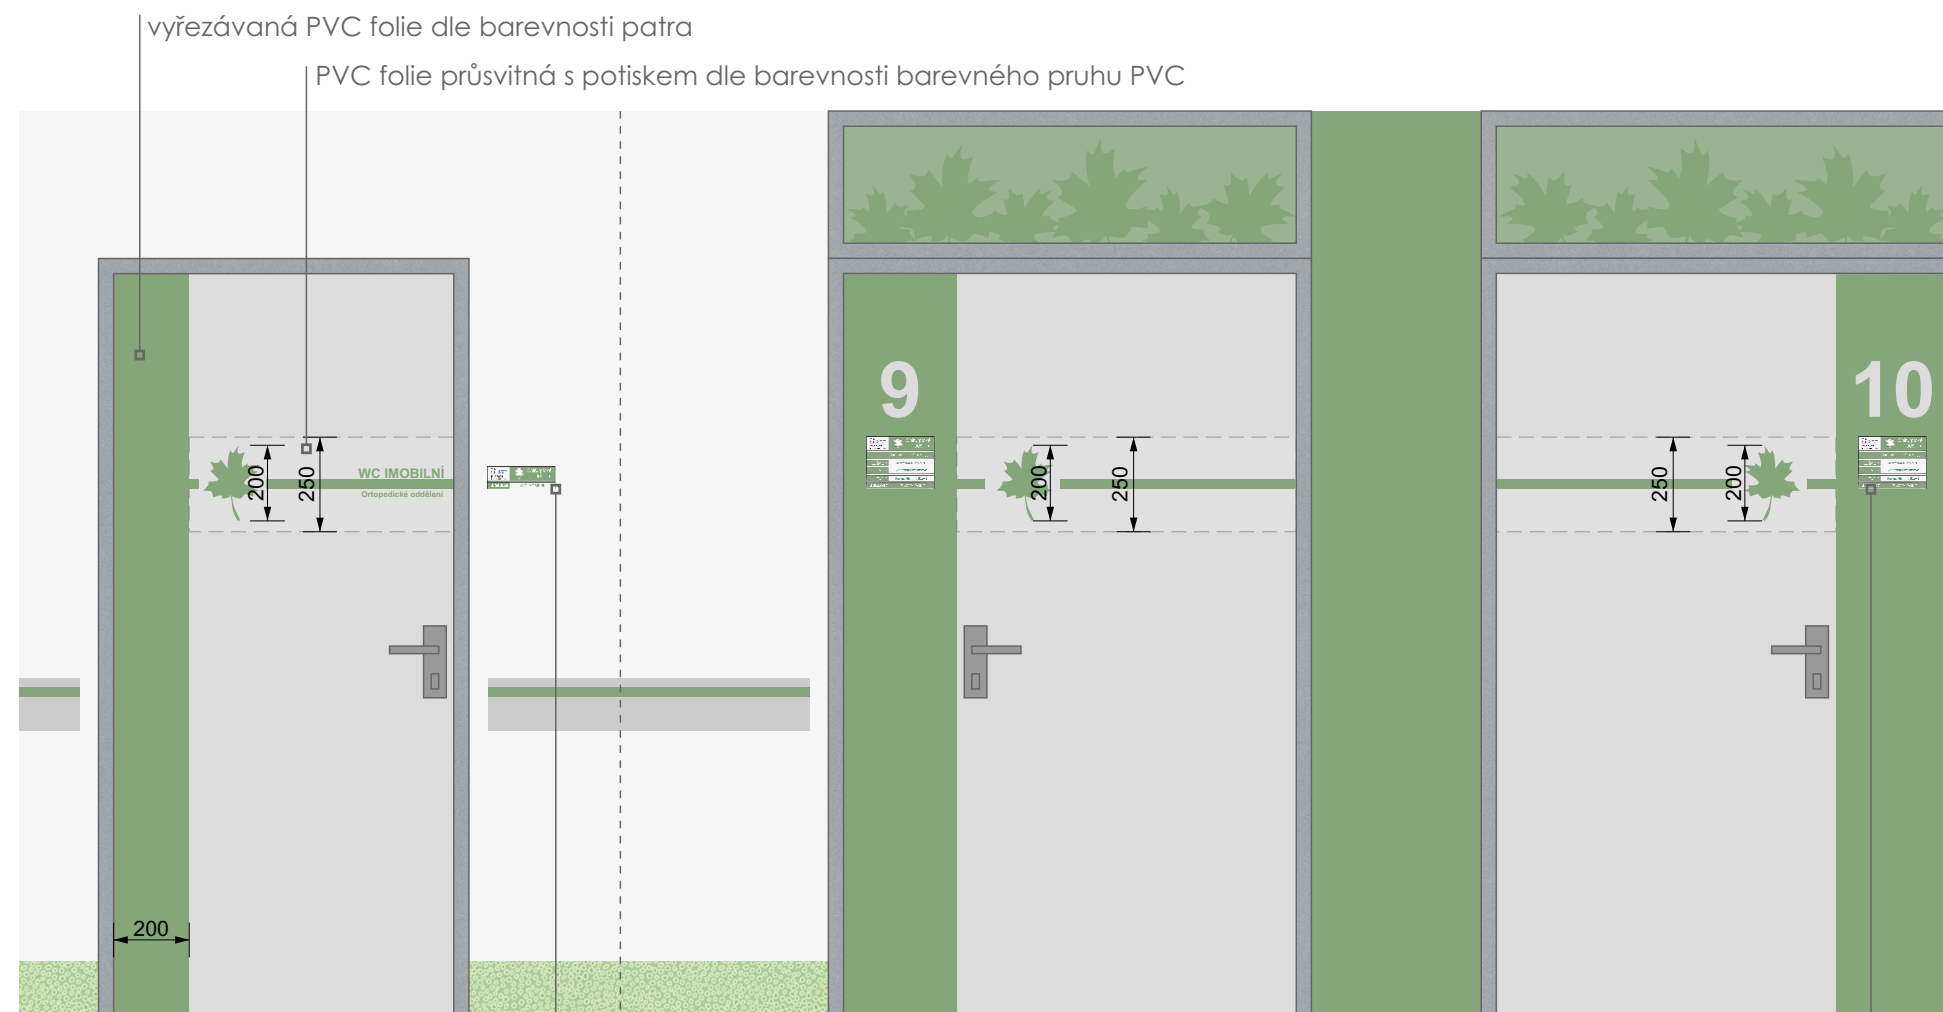 vyřezávaná PVC folie dle barevnosti patra
PVC folie průsvitná s potiskem dle barevnosti barevného pruhu PVC
9
10
200
250
WC IMOBILNÍ
Ortopedické oddělení
200
250
250
200
200